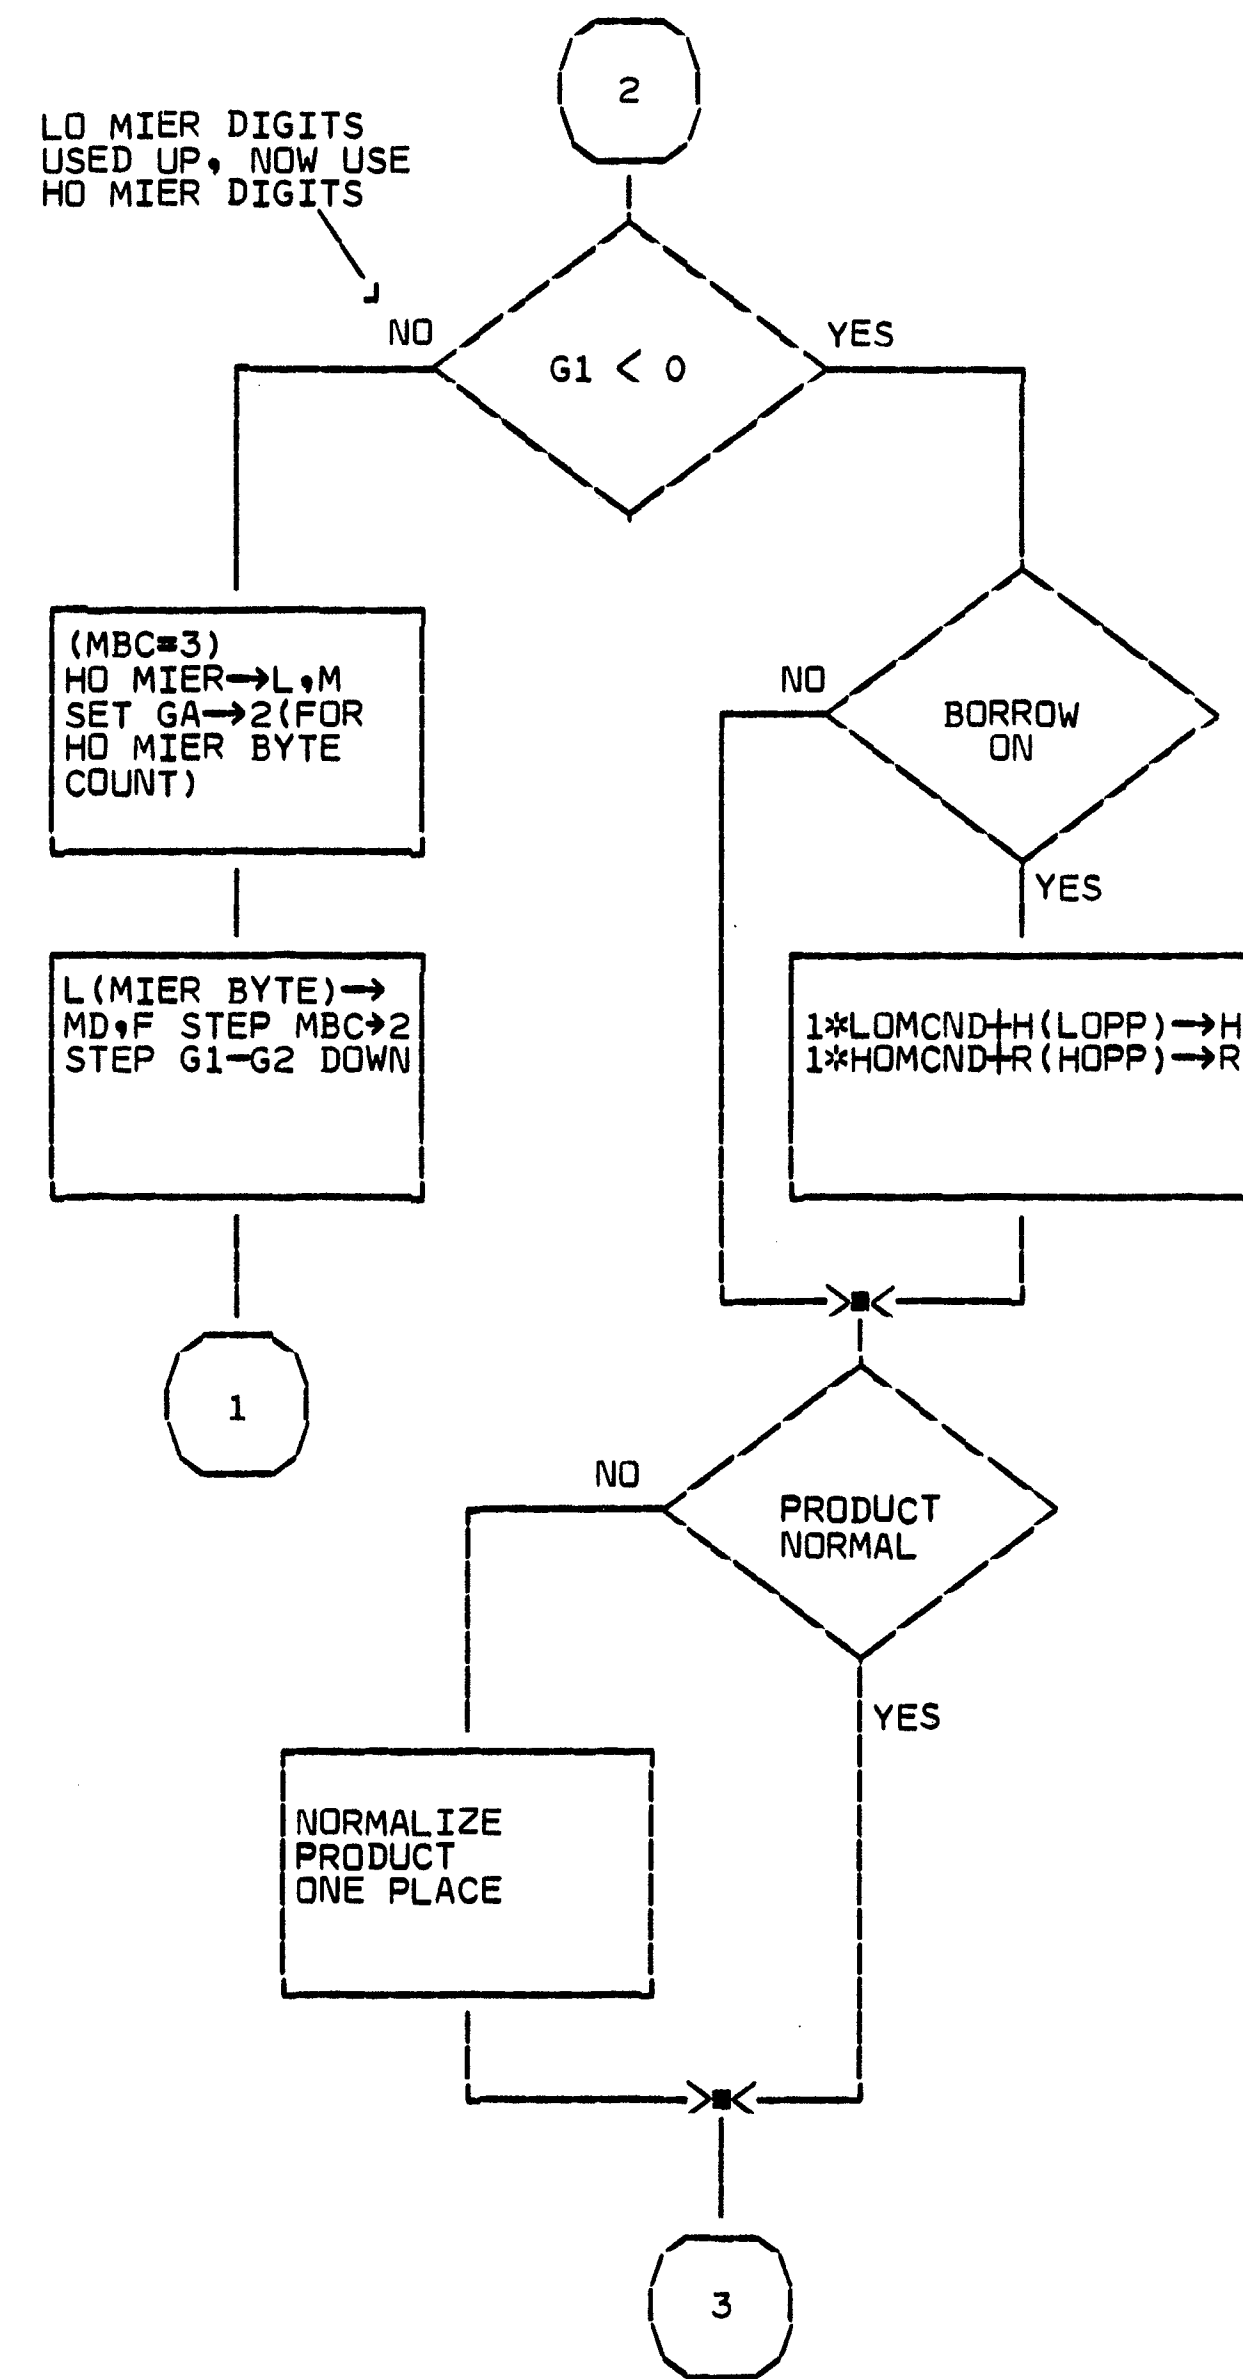 2
LO MIER DIGITS
USED UP, NOW USE
HO MIER DIGITS
NO
YES
G1 < 0
(MBC=3)
HO MIER→L,M
SET GA→2(FOR
HO MIER BYTE
COUNT)
NO
BORROW
ON
YES
L(MIER BYTE)→
MD,F STEP MBC→2
STEP G1-G2 DOWN
1*LOMCND+H(LOPP)→H
1*HOMCND+R(HOPP)→R
1
NO
PRODUCT
NORMAL
YES
NORMALIZE
PRODUCT
ONE PLACE
3